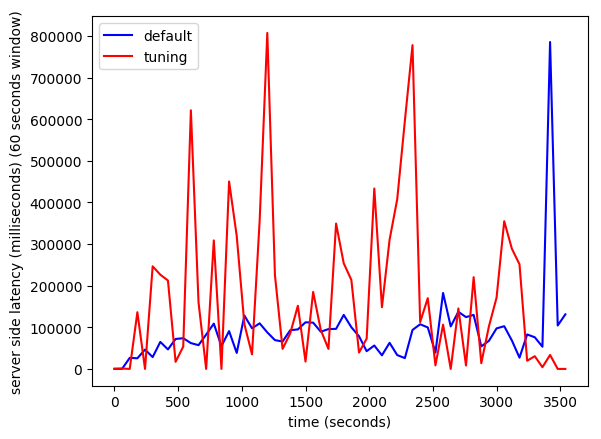 server side latency (milliseconds) (60 seconds window)
800000
700000
600000
500000
400000
300000
200000
100000
0
default
tuning
0 500 1000 1500 2000 2500 3000 3500
time (seconds)